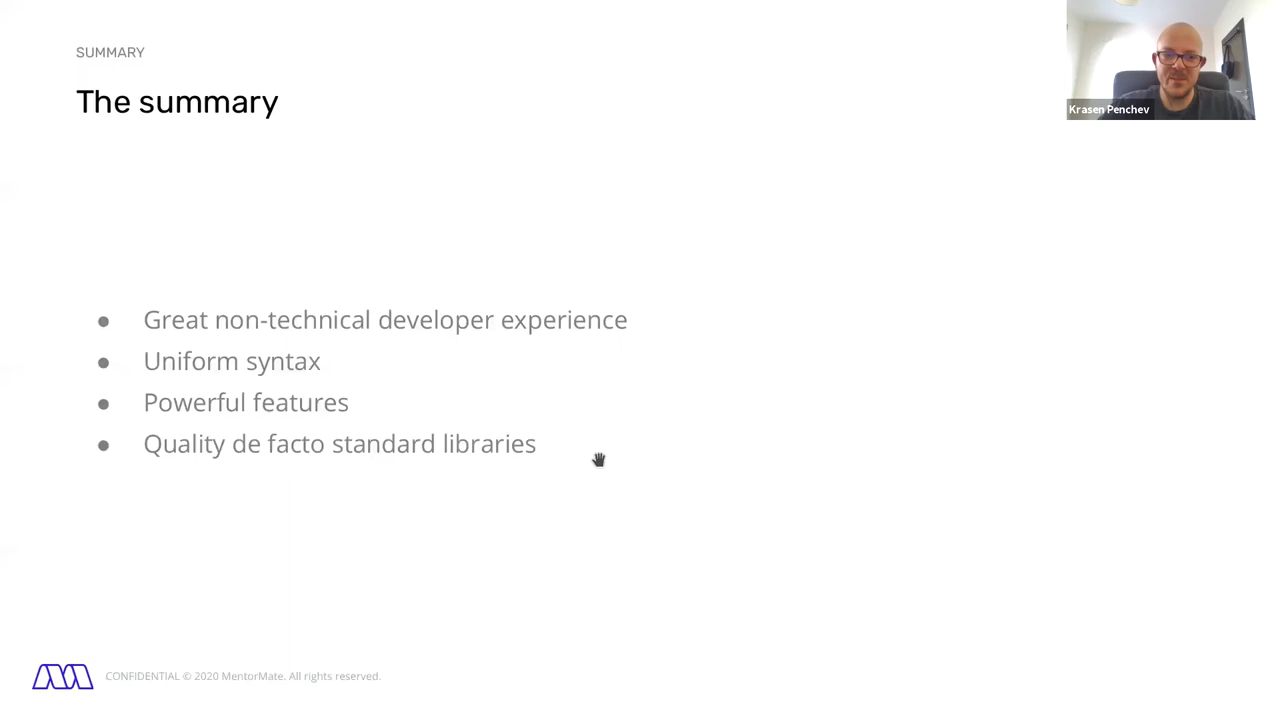 SUMMARY
The summary
Krasen Penchev
● Great non-technical developer experience
● Uniform syntax
● Powerful features
● Quality de facto standard libraries
CONFIDENTIAL © 2020 MentorMate. All rights reserved.